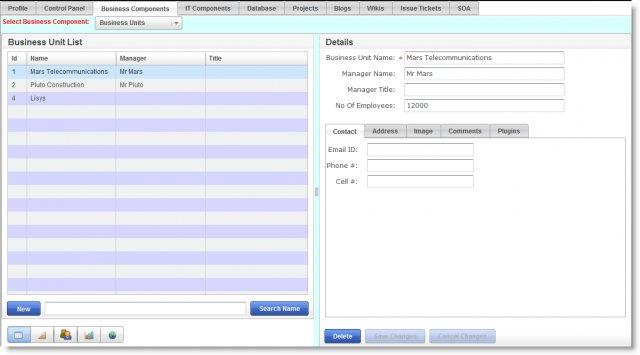 Profile Control Panel Business Components IT Components Database Projects Blogs Wikis Issue Tickets SOA
Select Business Component: Business Units
Business Unit List
Id Name Manager Title
1 Mars Telecommunications Mr Mars
2 Pluto Construction Mr Pluto
4 Lisys
New Search Name
Details
Business Unit Name: * Mars Telecommunications
Manager Name: Mr Mars
Manager Title:
No Of Employees: 12000
Contact Address Image Comments Plugins
Email ID:
Phone #:
Cell #:
Delete Save Changes Cancel Changes